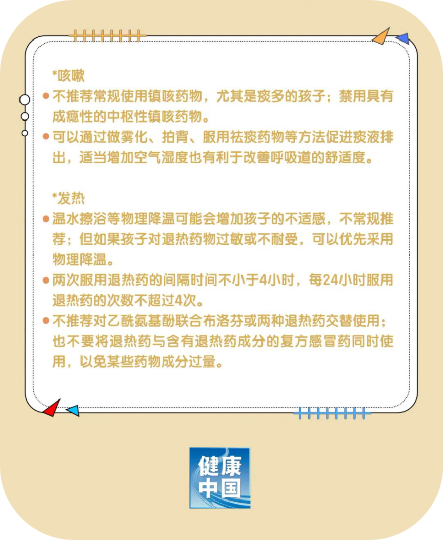 *咳嗽
不推荐常规使用镇咳药物，尤其是痰多的孩子；禁用具有
成瘾性的中枢性镇咳药物。
可以通过做雾化、拍背、服用祛痰药物等方法促进痰液排
出，适当增加空气湿度也有利于改善呼吸道的舒适度。
*发热
温水擦浴等物理降温可能会增加孩子的不适感，不常规推
荐；但如果孩子对退热药物过敏或不耐受，可以优先采用
物理降温。
两次服用退热药的间隔时间不小于4小时，每24小时服用
退热药的次数不超过4次。
不推荐对乙酰氨基酚联合布洛芬或两种退热药交替使用；
也不要将退热药与含有退热药成分的复方感冒药同时使
用，以免某些药物成分过量。
健康
中国